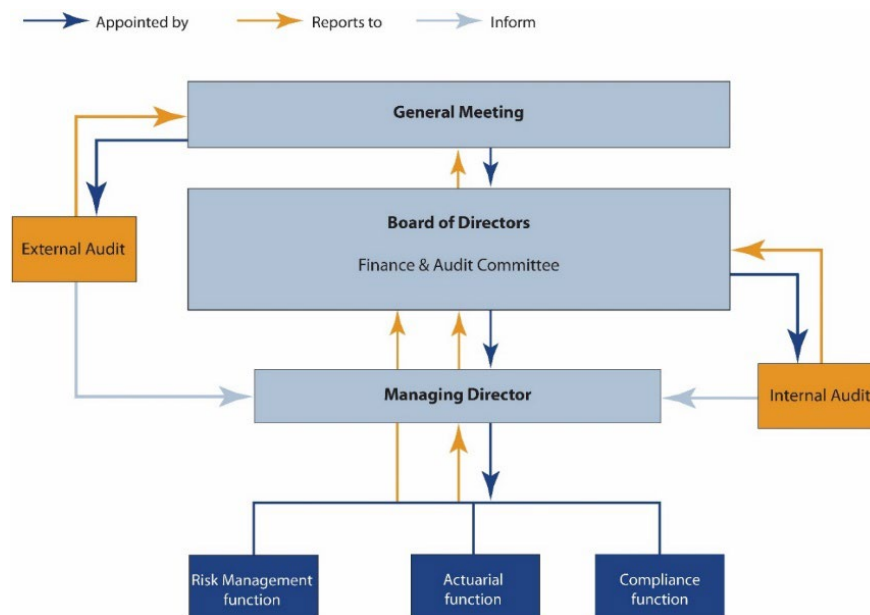 Appointed by
Reports to
Inform
General Meeting
Board of Directors
Finance & Audit Committee
External Audit
Managing Director
Internal Audit
Risk Management
function
Actuarial
function
Compliance
function